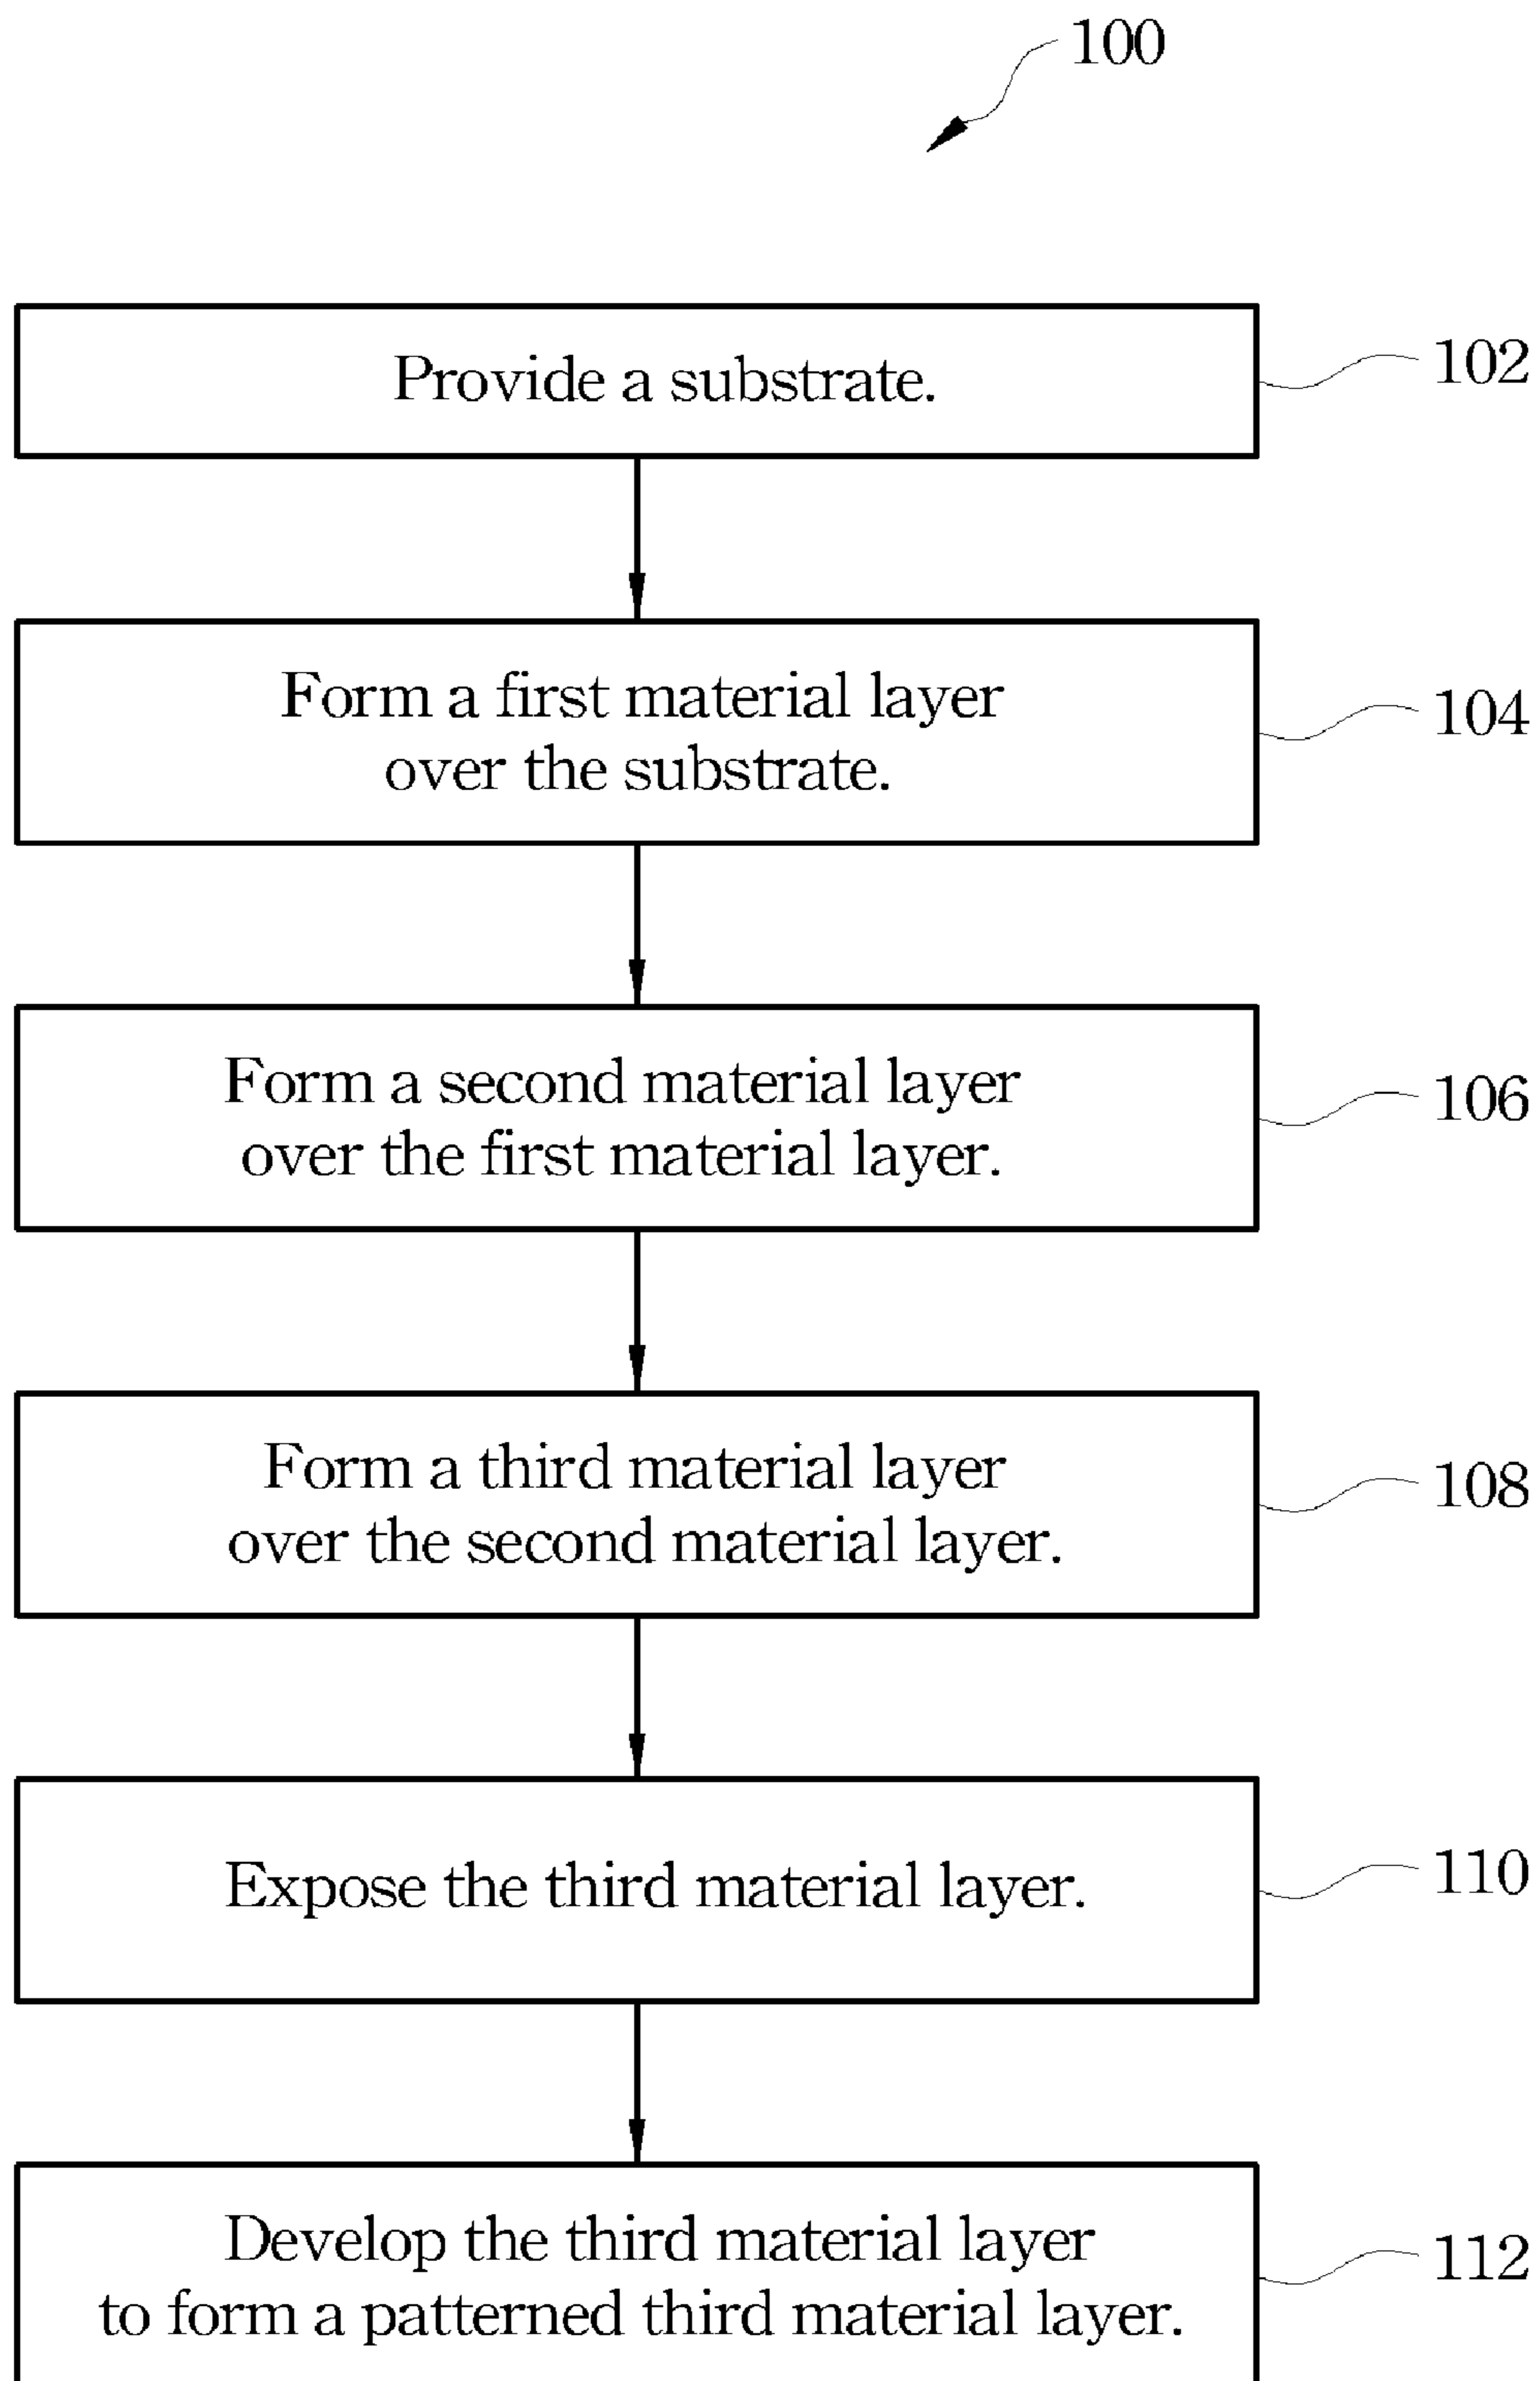 100
Provide a substrate.
102
Form a first material layer
over the substrate.
104
Form a second material layer
over the first material layer.
106
Form a third material layer
over the second material layer.
108
Expose the third material layer.
110
Develop the third material layer
to form a patterned third material layer.
112